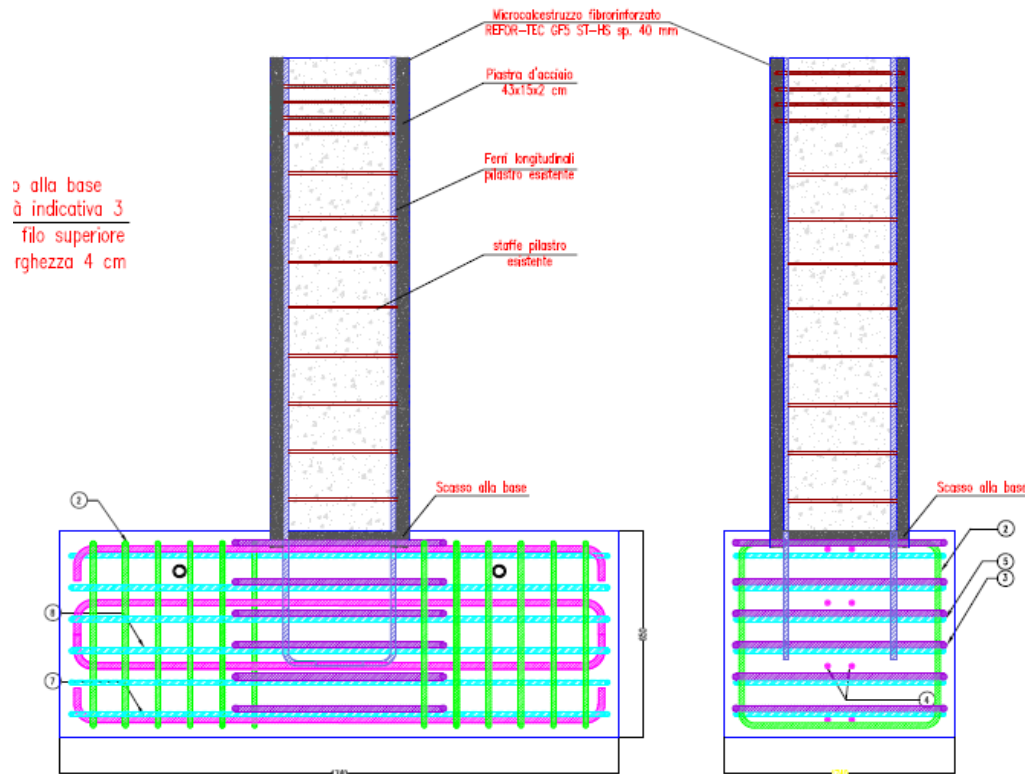 Microcalcestruzzo fibrorinforzato
REFOR-TEC GF5 ST-HS sp. 40 mm
Piastra d'acciaio
43x15x2 cm
Ferri longitudinali
pilastro esistente
o alla base
à indicativa 3
filo superiore
rghezza 4 cm
staffe pilastro
esistente
Scasso alla base
Scasso alla base
2
2
5
3
8
7
4
650